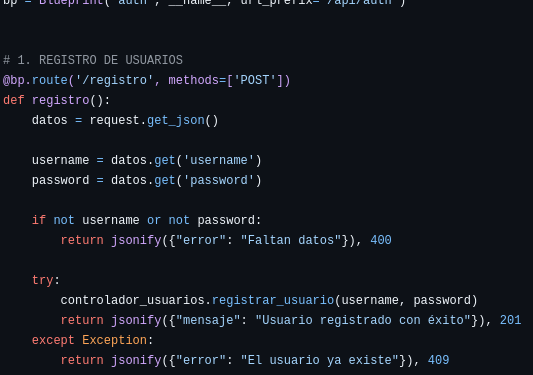 bp = Blueprint('auth', __name__, url_prefix='/api/auth')
# 1. REGISTRO DE USUARIOS
@bp.route('/registro', methods=['POST'])
def registro():
    datos = request.get_json()
    username = datos.get('username')
    password = datos.get('password')
    if not username or not password:
        return jsonify({"error": "Faltan datos"}), 400
    try:
        controlador_usuarios.registrar_usuario(username, password)
        return jsonify({"mensaje": "Usuario registrado con éxito"}), 201
    except Exception:
        return jsonify({"error": "El usuario ya existe"}), 409